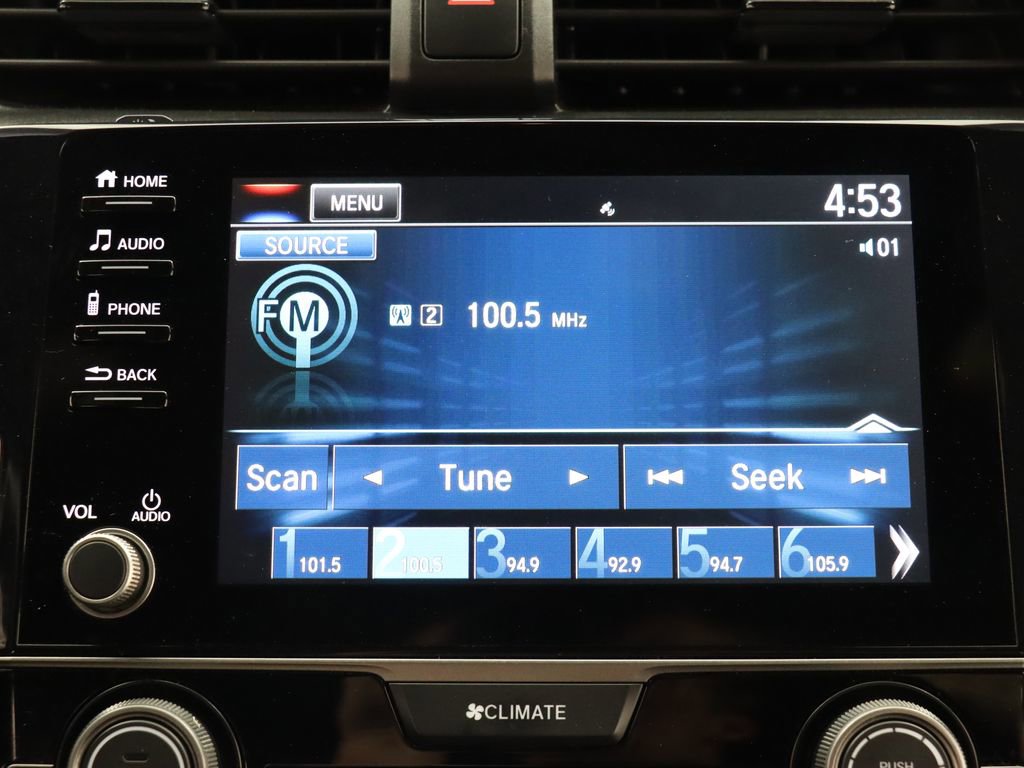 HOME
MENU
4:53
AUDIO
SOURCE
01
PHONE
FM
2
100.5 MHz
BACK
Scan
Tune
Seek
VOL
AUDIO
1 101.5
2 100.5
3 94.9
4 92.9
5 94.7
6 105.9
CLIMATE
PUSH